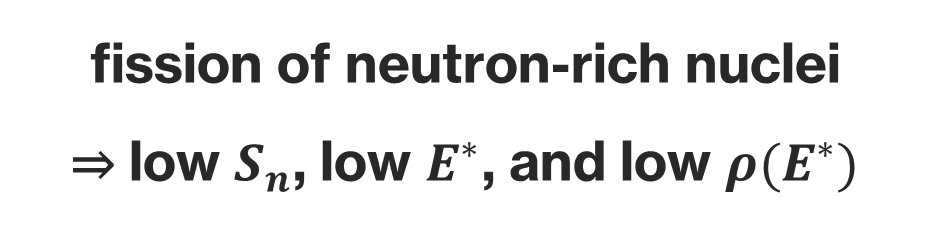 fission of neutron-rich nuclei
⇒ low Sₙ, low E*, and low ρ(E*)